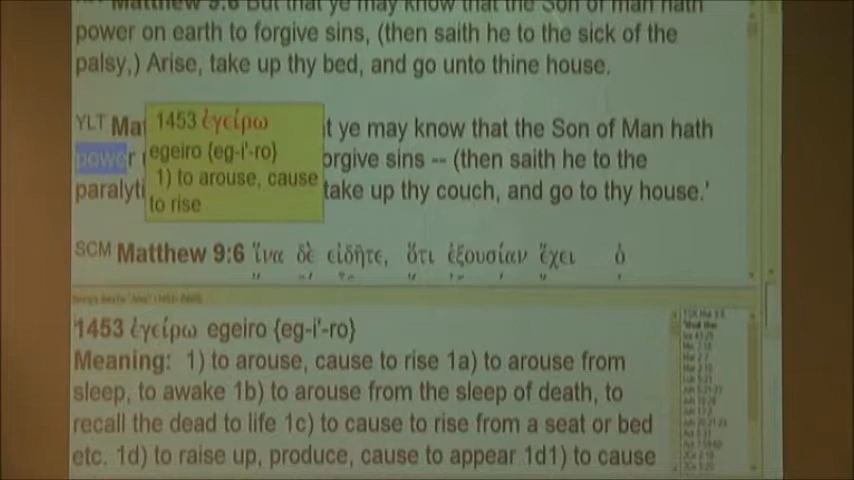 Matthew 9:6 But that ye may know that the Son of man hath
power on earth to forgive sins, (then saith he to the sick of the
palsy,) Arise, take up thy bed, and go unto thine house.
YLT Mat t ye may know that the Son of Man hath
power orgive sins -- (then saith he to the
paralyti take up thy couch, and go to thy house.'
1453 ἐγείρω
egeiro {eg-i'-ro}
1) to arouse, cause
to rise
SCM Matthew 9:6 ἵνα δὲ εἰδῆτε, ὅτι ἐξουσίαν ἔχει ὁ
1453 ἐγείρω egeiro {eg-i'-ro}
Meaning: 1) to arouse, cause to rise 1a) to arouse from
sleep, to awake 1b) to arouse from the sleep of death, to
recall the dead to life 1c) to cause to rise from a seat or bed
etc. 1d) to raise up, produce, cause to appear 1d1) to cause